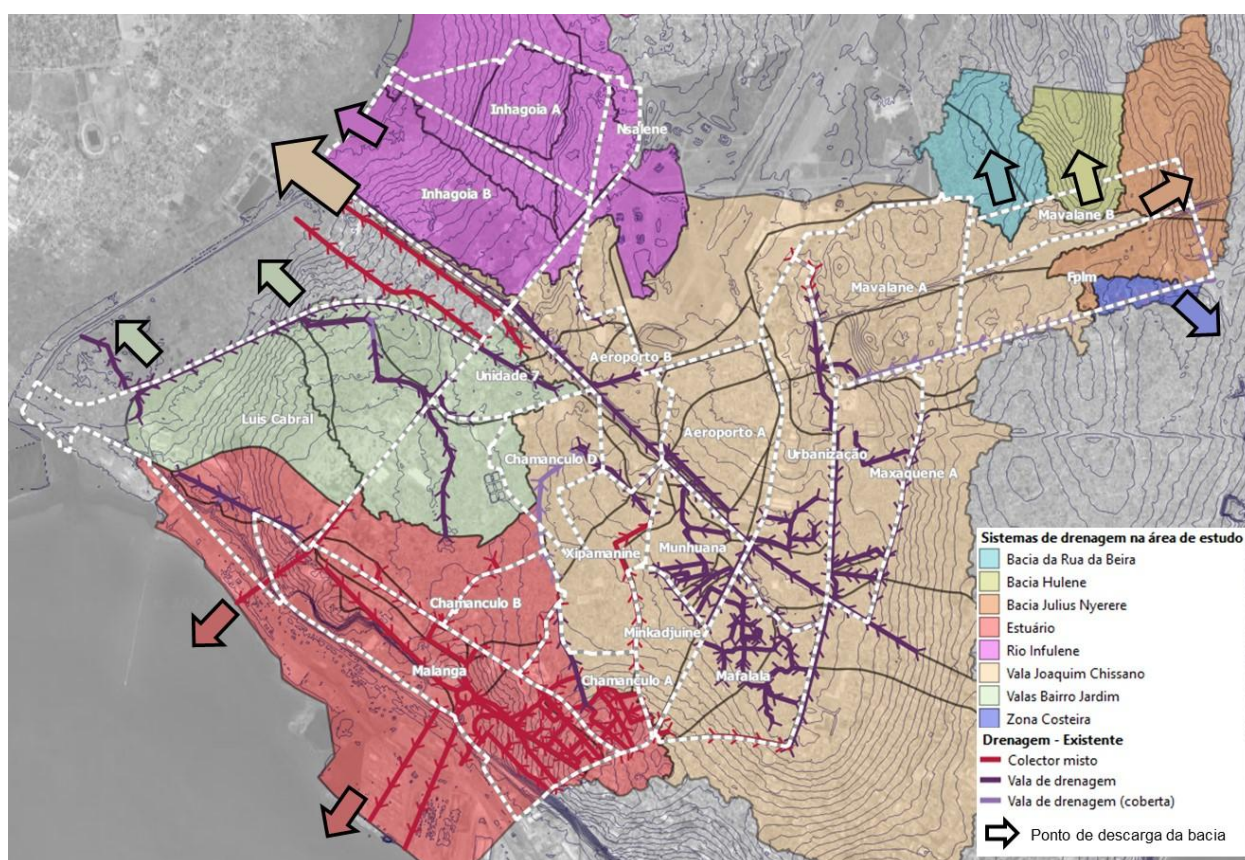 Inhagoia A
Nsalene
Inhagoia B
Mavalane B
Fplm
Mavalane A
Aeroporto B
Unidade 7
Luis Cabral
Aeroporto A
Chamanculo D
Urbanização
Maxaquene A
Xipamanine
Munhuana
Chamanculo B
Minkadjuine
Malanga
Chamanculo A
Mafalala
Sistemas de drenagem na área de estudo
Bacia da Rua da Beira
Bacia Hulene
Bacia Julius Nyerere
Estuário
Rio Infulene
Vala Joaquim Chissano
Valas Bairro Jardim
Zona Costeira
Drenagem - Existente
Colector misto
Vala de drenagem
Vala de drenagem (coberta)
Ponto de descarga da bacia